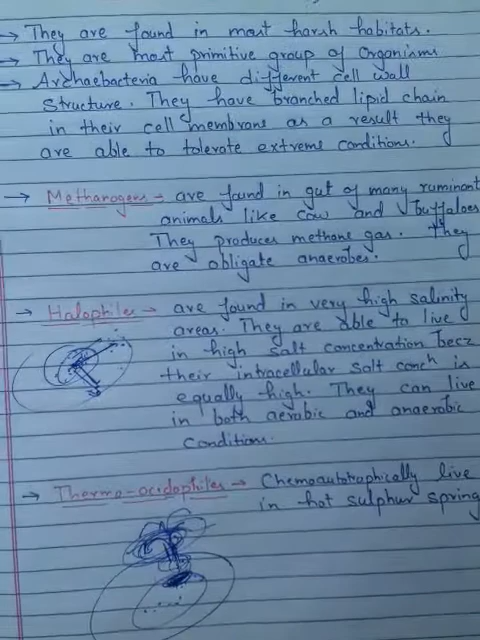 → They are found in most harsh habitats.
→ They are most primitive group of Organisms
→ Archaebacteria have different cell wall
structure. They have branched lipid chain
in their cell membrane as a result they
are able to tolerate extreme conditions.
→ Methanogens - are found in gut of many ruminant
animals like cow and buffaloes
They produces methane gas. They
are obligate anaerobes.
→ Halophiles - are found in very high salinity
areas. They are able to live
in high salt concentration becz
their intracellular salt conc is
equally high. They can live
in both aerobic and anaerobic
conditions.
→ Thermo-acidophiles → Chemoautotrophically live
in hot sulphur spring